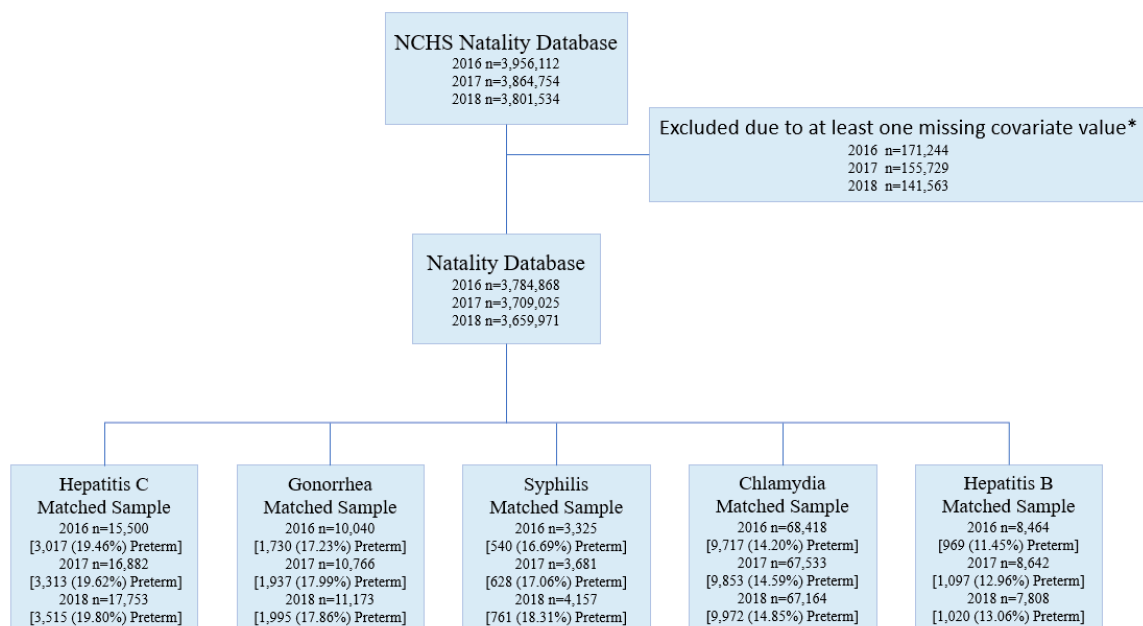 NCHS Natality Database
2016 n=3,956,112
2017 n=3,864,754
2018 n=3,801,534
Excluded due to at least one missing covariate value*
2016 n=171,244
2017 n=155,729
2018 n=141,563
Natality Database
2016 n=3,784,868
2017 n=3,709,025
2018 n=3,659,971
Hepatitis C
Matched Sample
2016 n=15,500
[3,017 (19.46%) Preterm]
2017 n=16,882
[3,313 (19.62%) Preterm]
2018 n=17,753
[3,515 (19.80%) Preterm]
Gonorrhea
Matched Sample
2016 n=10,040
[1,730 (17.23%) Preterm]
2017 n=10,766
[1,937 (17.99%) Preterm]
2018 n=11,173
[1,995 (17.86%) Preterm]
Syphilis
Matched Sample
2016 n=3,325
[540 (16.69%) Preterm]
2017 n=3,681
[628 (17.06%) Preterm]
2018 n=4,157
[761 (18.31%) Preterm]
Chlamydia
Matched Sample
2016 n=68,418
[9,717 (14.20%) Preterm]
2017 n=67,533
[9,853 (14.59%) Preterm]
2018 n=67,164
[9,972 (14.85%) Preterm]
Hepatitis B
Matched Sample
2016 n=8,464
[969 (11.45%) Preterm]
2017 n=8,642
[1,097 (12.96%) Preterm]
2018 n=7,808
[1,020 (13.06%) Preterm]